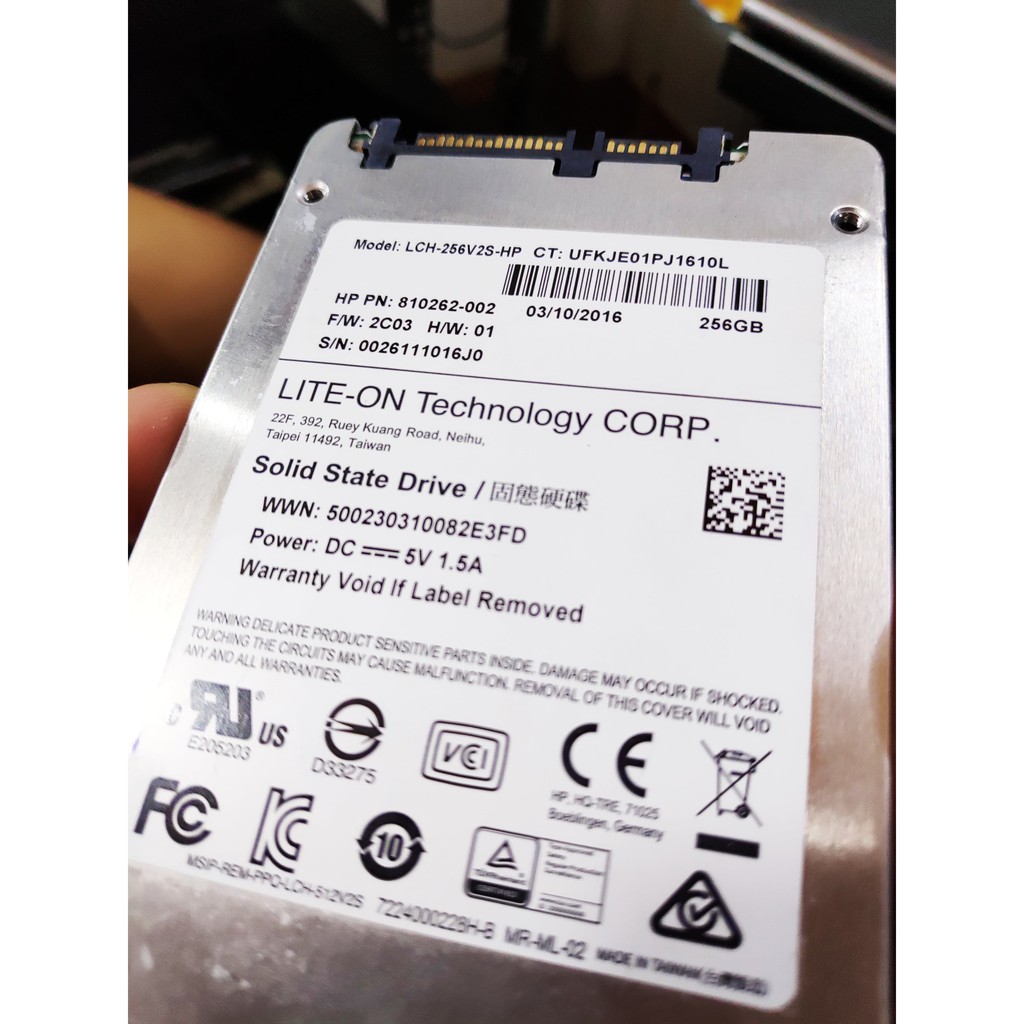 Model: LCH-256V2S-HP CT: UFKJE01PJ1610L
HP PN: 810262-002 03/10/2016 256GB
F/W: 2C03 H/W: 01
S/N: 0026111016J0
LITE-ON Technology CORP.
22F, 392, Ruey Kuang Road, Neihu,
Taipei 11492, Taiwan
Solid State Drive / 固態硬碟
WWN: 500230310082E3FD
Power: DC 5V 1.5A
Warranty Void If Label Removed
WARNING DELICATE PRODUCT SENSITIVE PARTS INSIDE. DAMAGE MAY OCCUR IF SHOCKED.
TOUCHING THE CIRCUITS MAY CAUSE MALFUNCTION. REMOVAL OF THIS COVER WILL VOID
ANY AND ALL WARRANTIES.
c RU ® US
E205203
D33275
VCI
CE
HP, HQ-TRE, 71025
Boeblingen, Germany
FC
KC
10
MSIP-REM-PPO-LCH-512V2S 7224000228H-B MR-ML-02 MADE IN TAIWAN